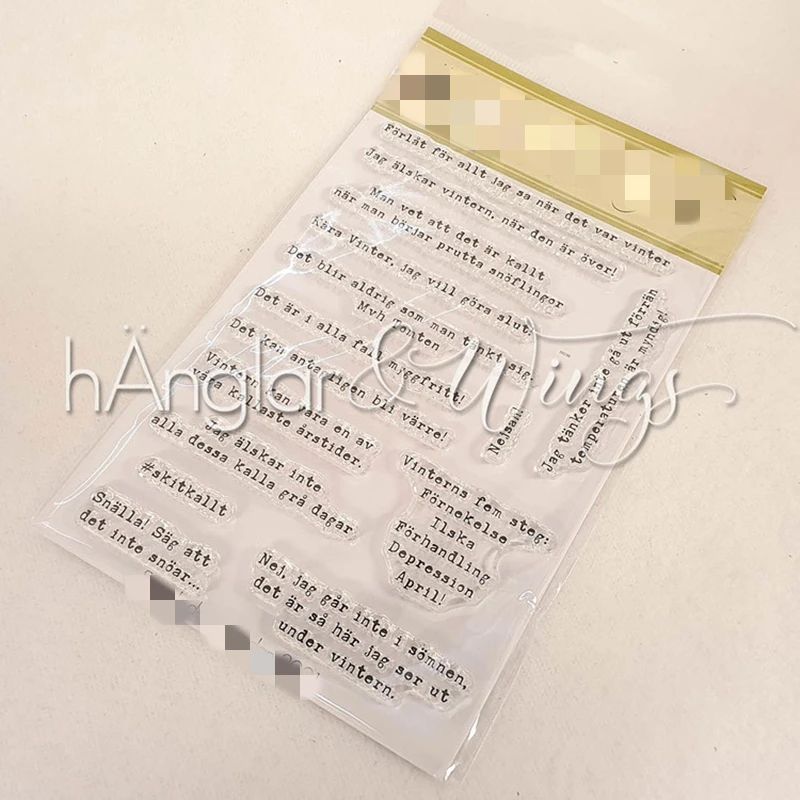 Förlåt för allt jag sa när det var vinter
Jag älskar vintern, när den är över!
Man vet att det är kallt
när man börjar prutta snöflingor
Kära Vinter, jag vill göra slut.
Mvh Tomten
Det blir aldrig som man tänkt sig.
Det är i alla fall myggfritt!
Det kan antagligen bli värre!
Nejsan!
Jag tänker inte gå ut förrän
temperaturen är myndig!
hÄnglar & Wings
Vintern kan vara en av
våra kallaste årstider.
Jag älskar inte
alla dessa kalla grå dagar
#skitkallt
Snälla! Säg att
det inte snöar...
Vinterns fem steg:
Förnekelse
Ilska
Förhandling
Depression
April!
Nej, jag går inte i sömnen,
det är så här jag ser ut
under vintern.